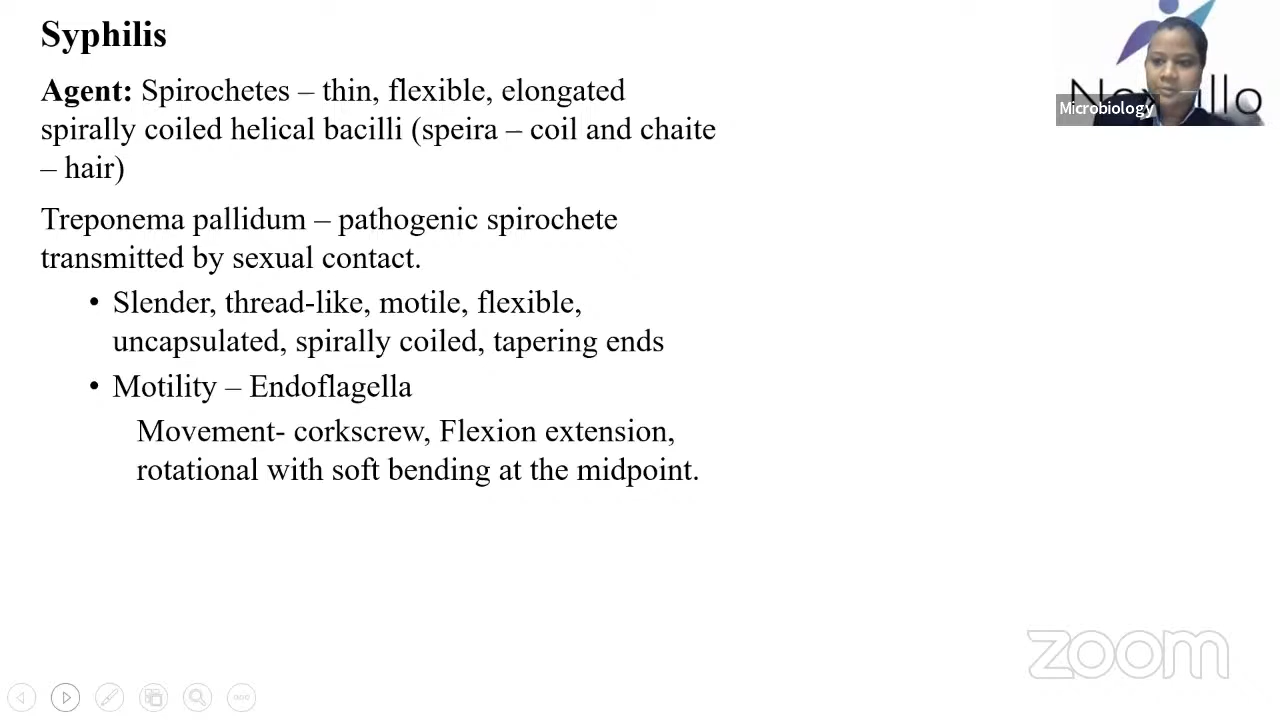 Syphilis
Agent: Spirochetes – thin, flexible, elongated
spirally coiled helical bacilli (speira – coil and chaite
– hair)
Treponema pallidum – pathogenic spirochete
transmitted by sexual contact.
• Slender, thread-like, motile, flexible,
uncapsulated, spirally coiled, tapering ends
• Motility – Endoflagella
Movement- corkscrew, Flexion extension,
rotational with soft bending at the midpoint.
Microbiology
zoom